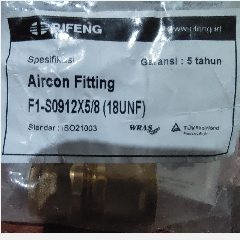 RIFENG
Spesifikasi
Garansi : 5 tahun
Aircon Fitting
F1-S0912X5/8 (18UNF)
Standar : ISO21003
WRAS